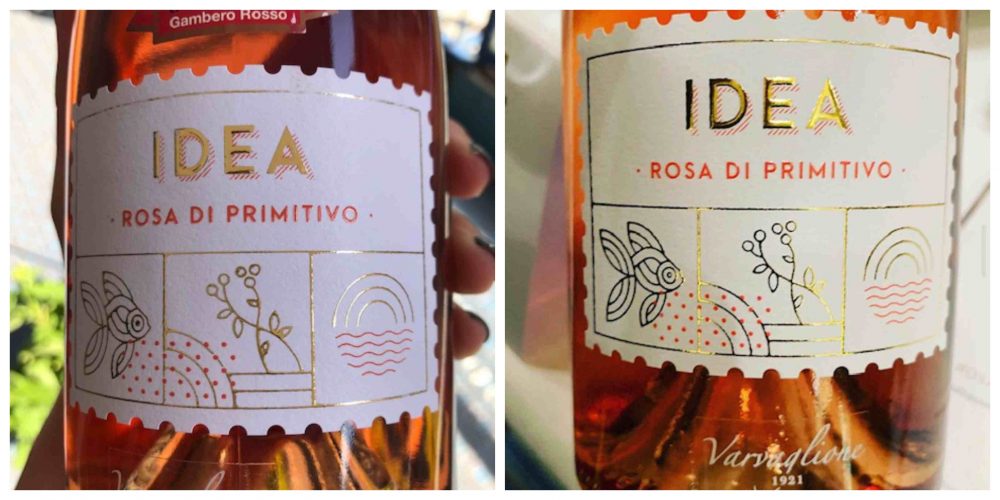 Gambero Rosso
IDEA
· ROSA DI PRIMITIVO ·
IDEA
· ROSA DI PRIMITIVO ·
Varvaglione
1921